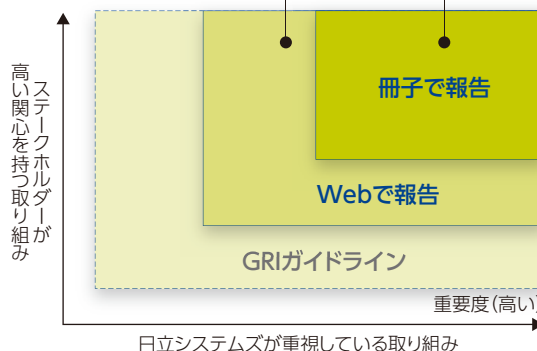 ステークホルダーが
高い関心を持つ取り組み
冊子で報告
Webで報告
GRIガイドライン
重要度(高い)
日立システムズが重視している取り組み